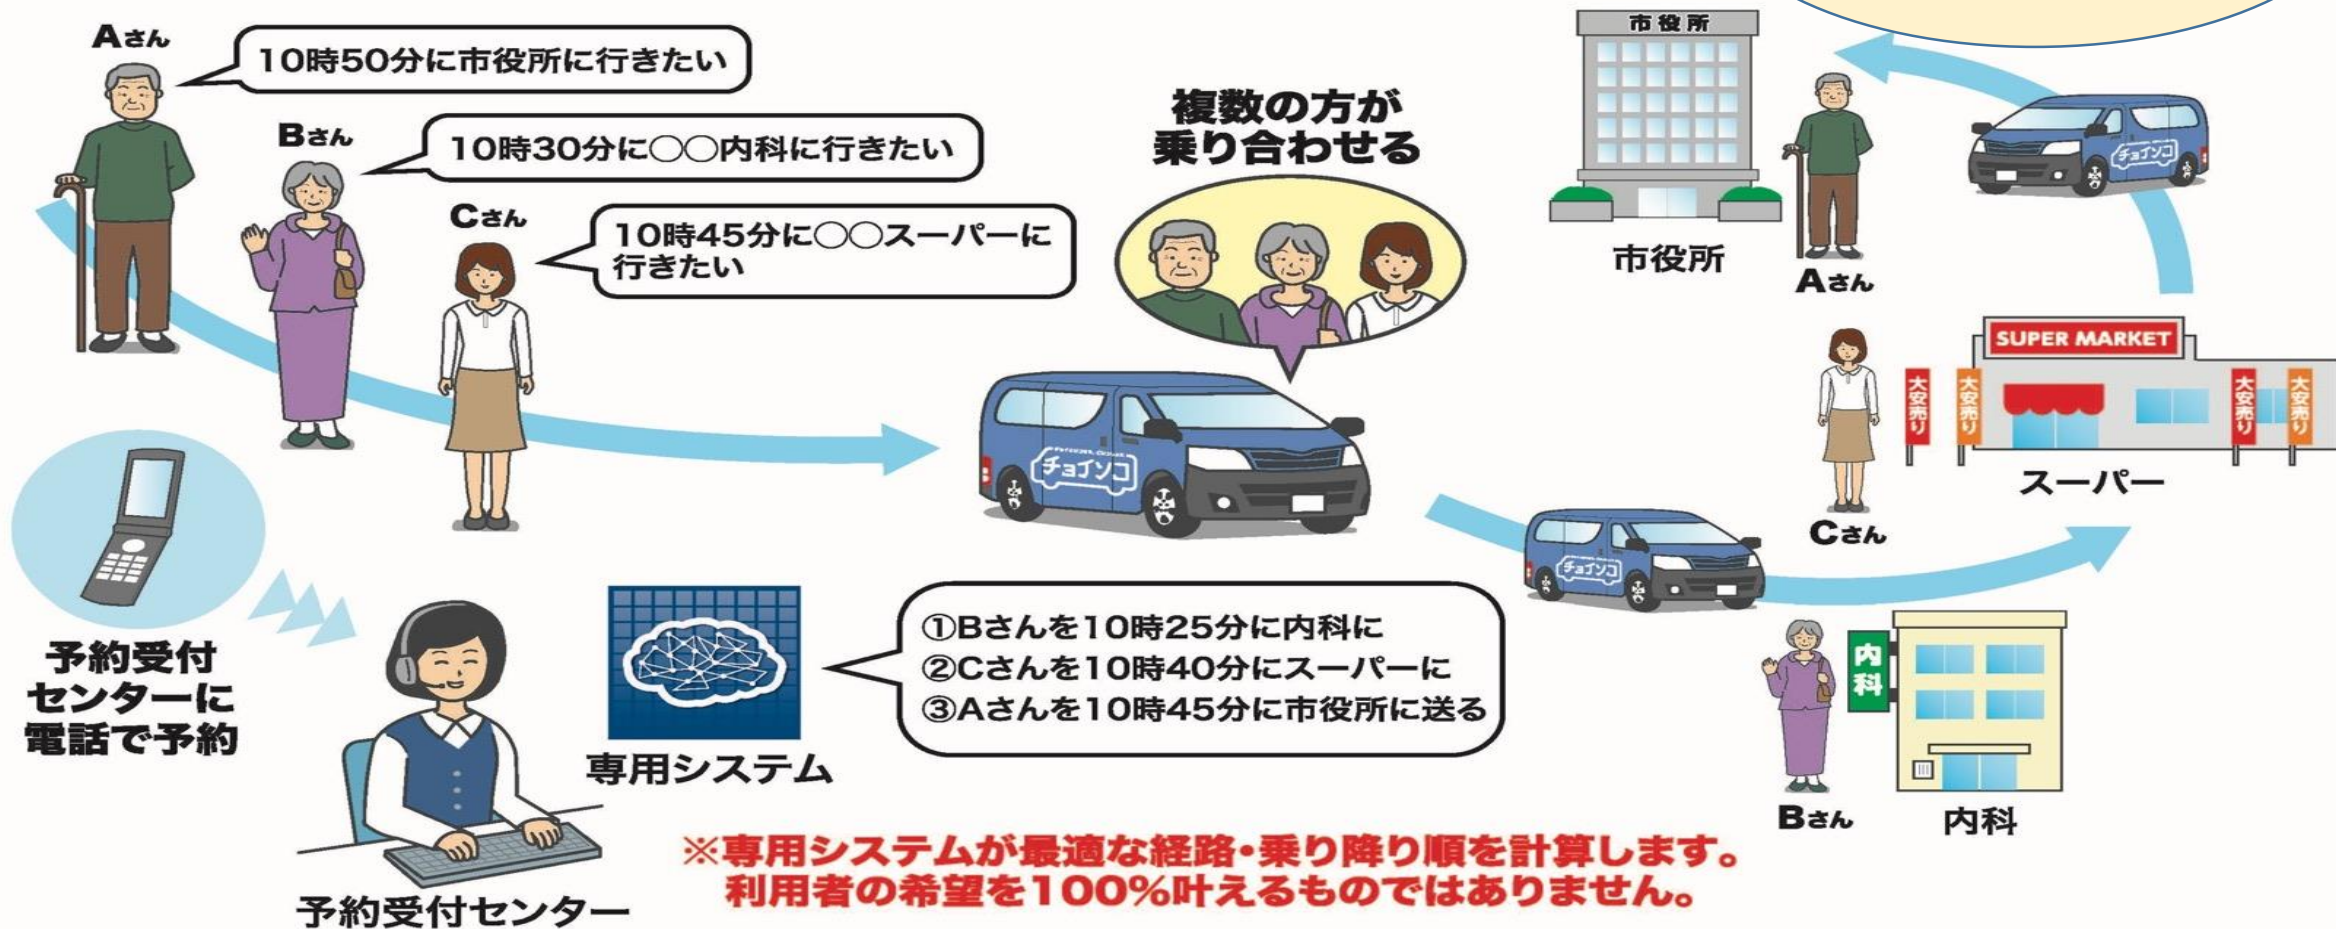 Aさん
10時50分に市役所に行きたい
Bさん
10時30分に○○内科に行きたい
Cさん
10時45分に○○スーパーに
行きたい
複数の方が
乗り合わせる
チョイソコ
市役所
市役所
Aさん
チョイソコ
SUPER MARKET
大安売り
大安売り
大安売り
大安売り
スーパー
Cさん
チョイソコ
内科
Bさん
内科
予約受付
センターに
電話で予約
予約受付センター
専用システム
①Bさんを10時25分に内科に
②Cさんを10時40分にスーパーに
③Aさんを10時45分に市役所に送る
※専用システムが最適な経路・乗り降り順を計算します。
利用者の希望を100%叶えるものではありません。